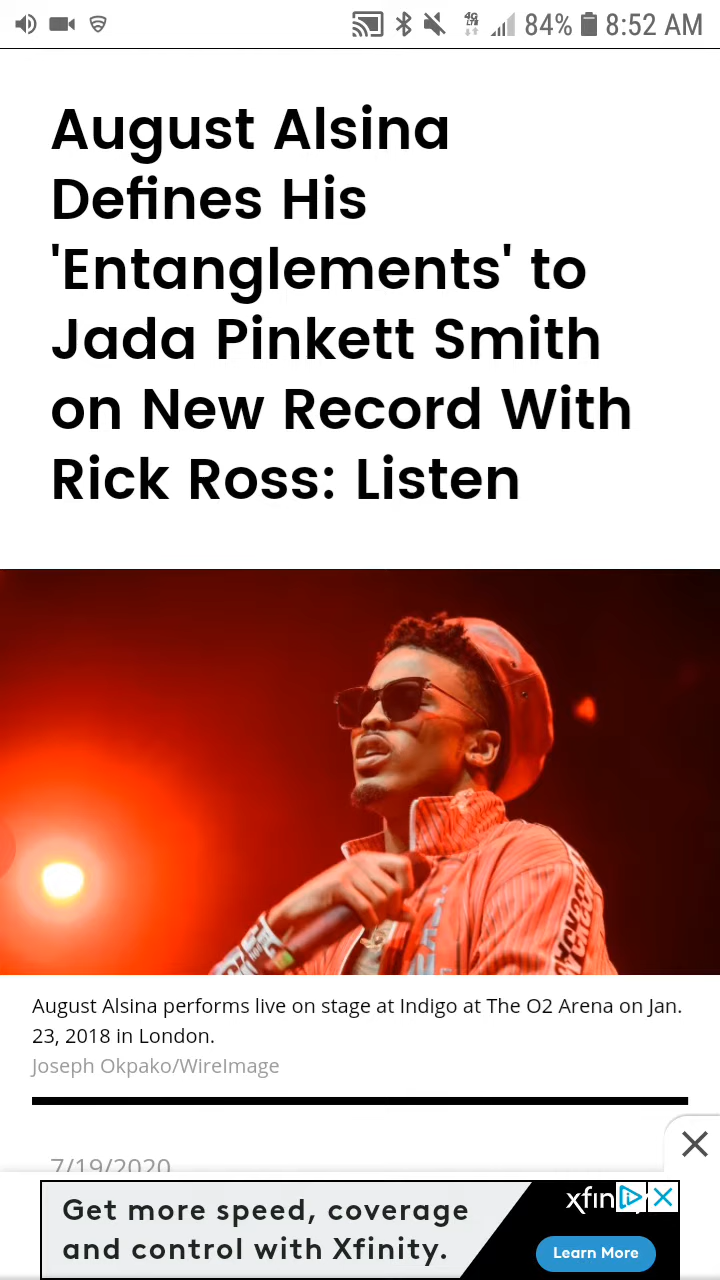 84% 8:52 AM
August Alsina
Defines His
'Entanglements' to
Jada Pinkett Smith
on New Record With
Rick Ross: Listen
August Alsina performs live on stage at Indigo at The O2 Arena on Jan.
23, 2018 in London.
Joseph Okpako/WireImage
7/19/2020
Get more speed, coverage
and control with Xfinity.
xfin
Learn More